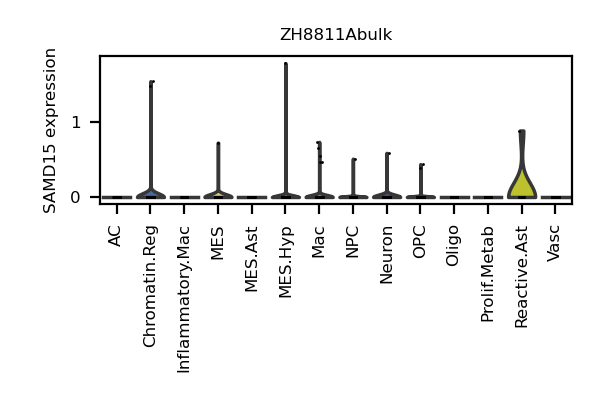 ZH8811Abulk
SAMD15 expression
1
0
AC
Chromatin.Reg
Inflammatory.Mac
MES
MES.Ast
MES.Hyp
Mac
NPC
Neuron
OPC
Oligo
Prolif.Metab
Reactive.Ast
Vasc